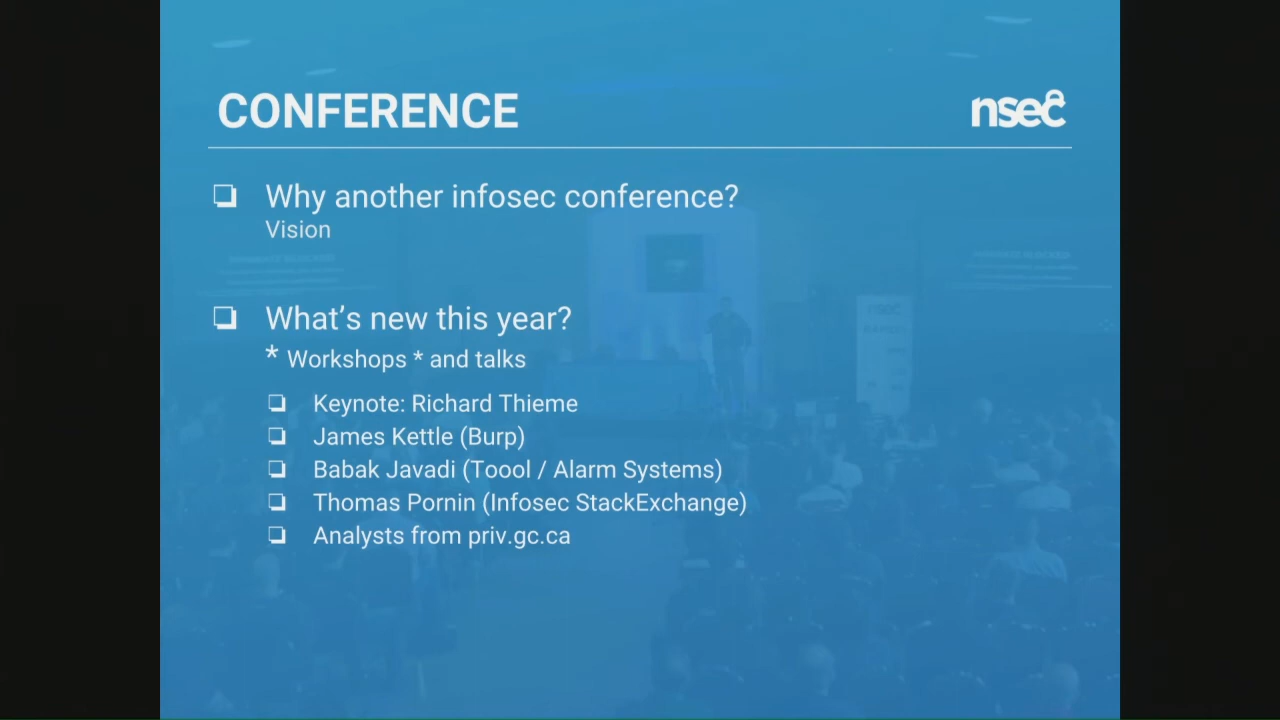 CONFERENCE
nsec
Why another infosec conference?
Vision
What's new this year?
* Workshops * and talks
Keynote: Richard Thieme
James Kettle (Burp)
Babak Javadi (Toool / Alarm Systems)
Thomas Pornin (Infosec StackExchange)
Analysts from priv.gc.ca